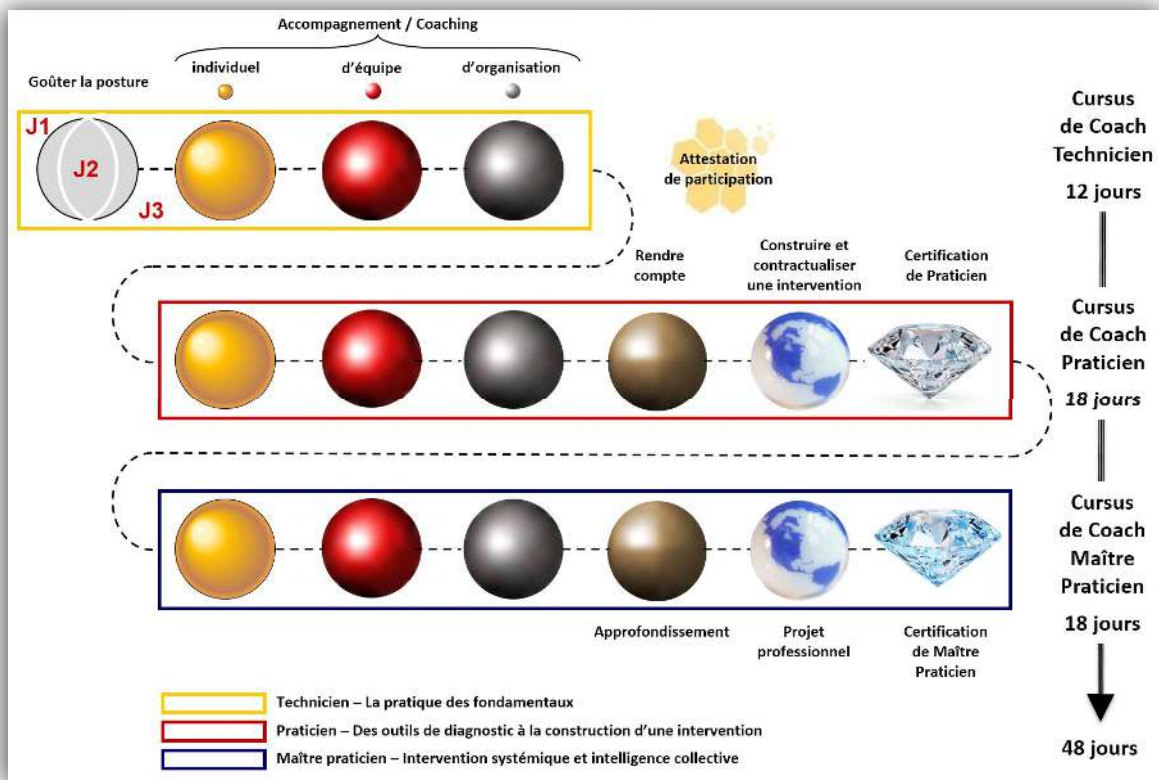 Accompagnement / Coaching
Goûter la posture
individuel
d'équipe
d'organisation
J1
J2
J3
Attestation
de participation
Cursus
de Coach
Technicien
12 jours
Rendre
compte
Construire et
contractualiser
une intervention
Certification
de Praticien
Cursus
de Coach
Praticien
18 jours
Cursus
de Coach
Maître
Praticien
18 jours
Approfondissement
Projet
professionnel
Certification
de Maître
Praticien
Technicien – La pratique des fondamentaux
Praticien – Des outils de diagnostic à la construction d'une intervention
Maître praticien – Intervention systémique et intelligence collective
48 jours